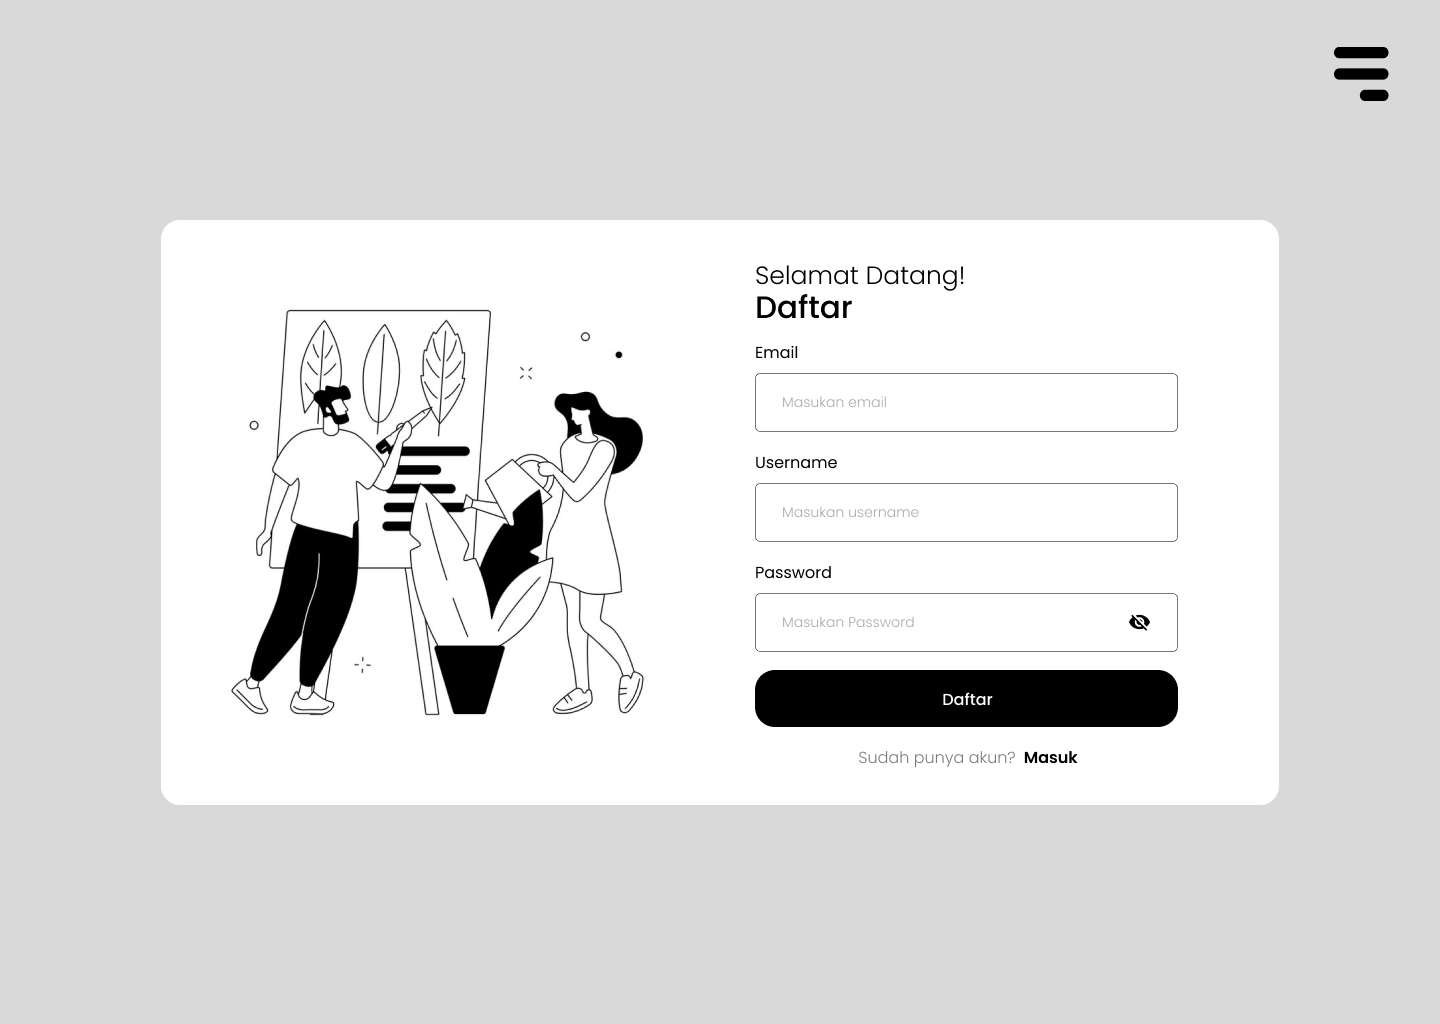 Selamat Datang!
Daftar
Email
Masukan email
Username
Masukan username
Password
Masukan Password
Daftar
Sudah punya akun? Masuk